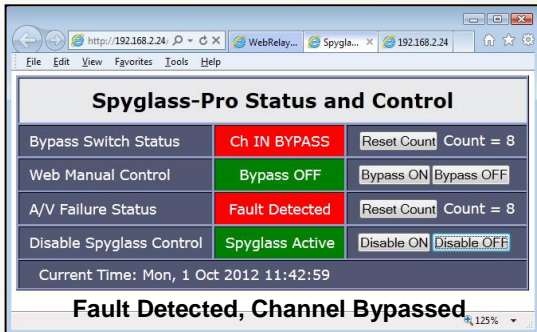 http://192.168.2.24/
WebRelay...
Spygla...
192.168.2.24
File Edit View Favorites Tools Help
Spyglass-Pro Status and Control
Bypass Switch Status Ch IN BYPASS Reset Count Count = 8
Web Manual Control Bypass OFF Bypass ON Bypass OFF
A/V Failure Status Fault Detected Reset Count Count = 8
Disable Spyglass Control Spyglass Active Disable ON Disable OFF
Current Time: Mon, 1 Oct 2012 11:42:59
Fault Detected, Channel Bypassed
125%